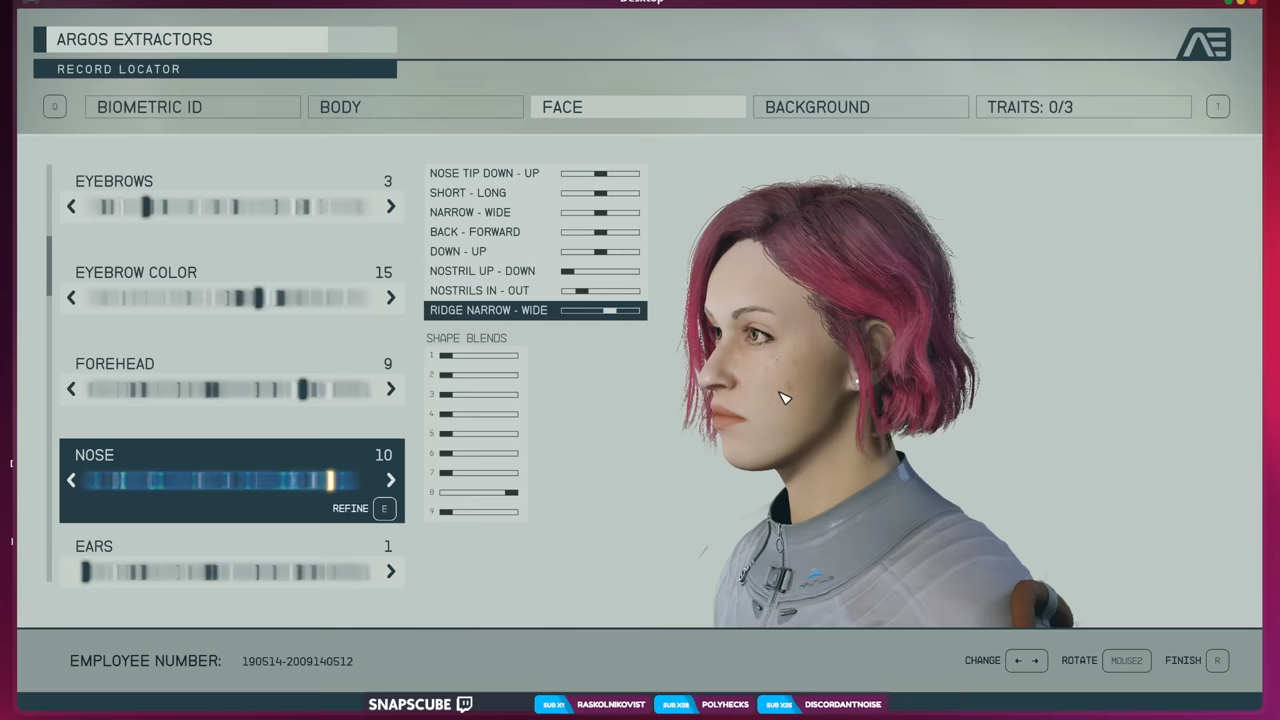 Desktop
ARGOS EXTRACTORS
RECORD LOCATOR
AE
Q
BIOMETRIC ID
BODY
FACE
BACKGROUND
TRAITS: 0/3
T
EYEBROWS
3
EYEBROW COLOR
15
FOREHEAD
9
NOSE
10
REFINE
E
EARS
1
NOSE TIP DOWN - UP
SHORT - LONG
NARROW - WIDE
BACK - FORWARD
DOWN - UP
NOSTRIL UP - DOWN
NOSTRILS IN - OUT
RIDGE NARROW - WIDE
SHAPE BLENDS
1
2
3
4
5
6
7
8
9
EMPLOYEE NUMBER: 190514-2009140512
CHANGE
ROTATE MOUSE2
FINISH R
SNAPSCUBE
SUB X1 RASKOLNIKOVIST
POLYHECKS
DISCORDANTNOISE